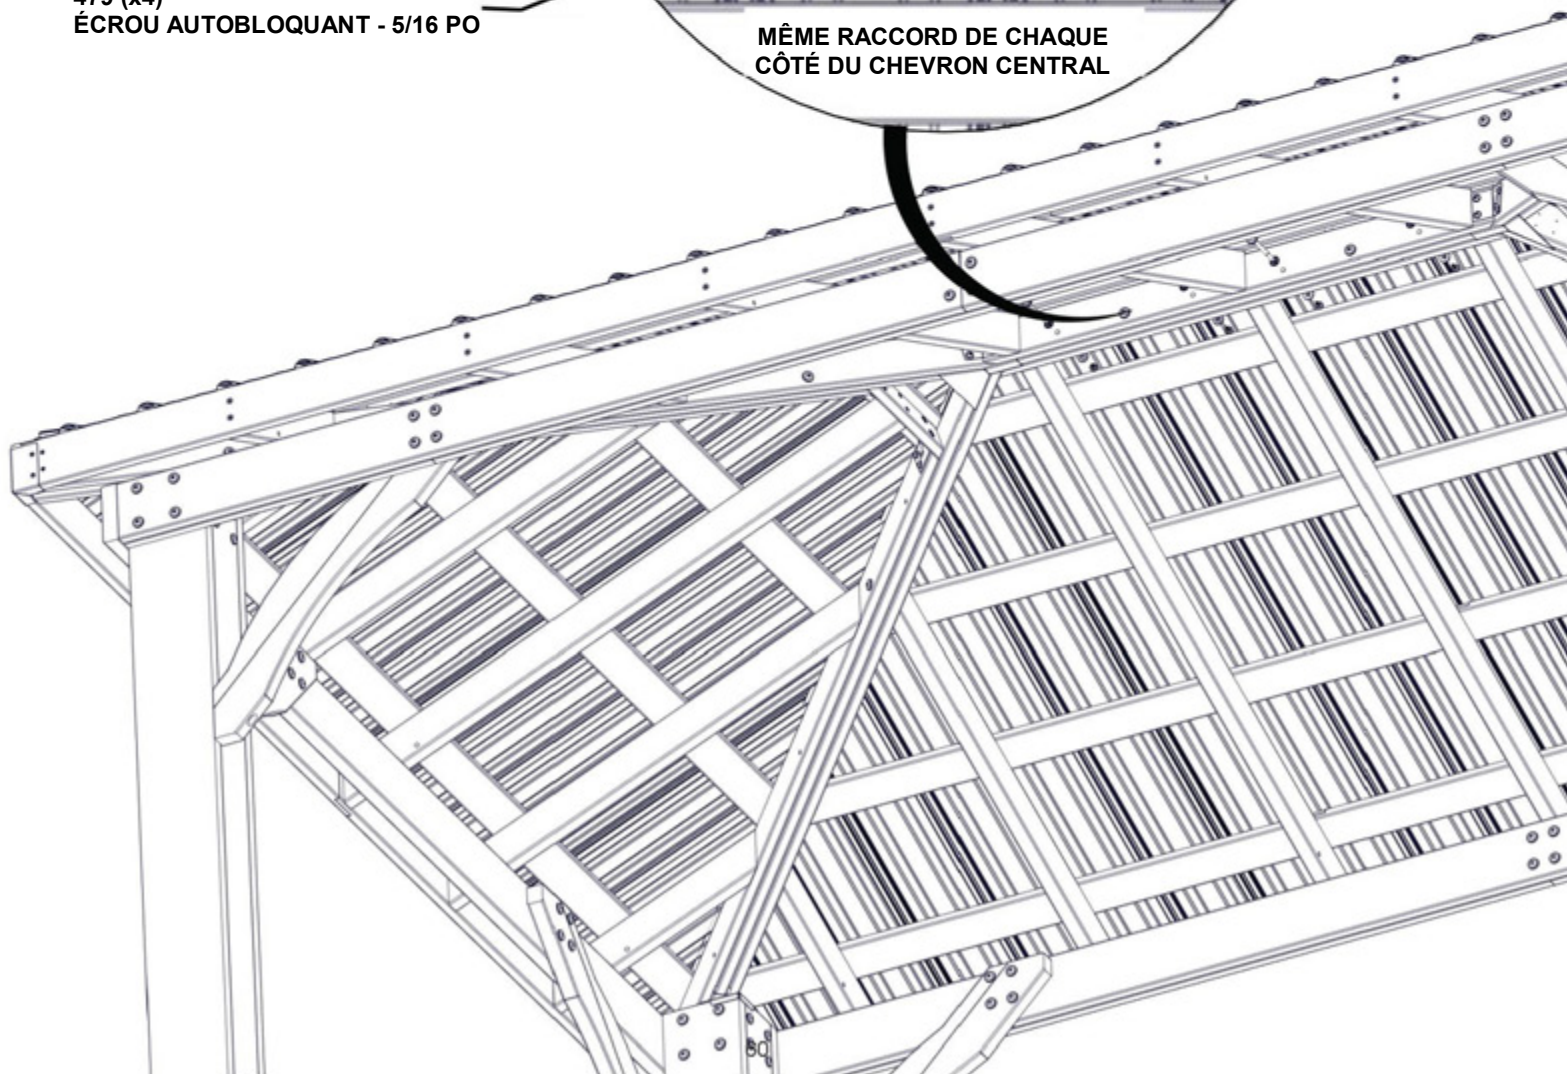 ÉCROU AUTOBLOQUANT - 5/16 PO
MÊME RACCORD DE CHAQUE
CÔTÉ DU CHEVRON CENTRAL